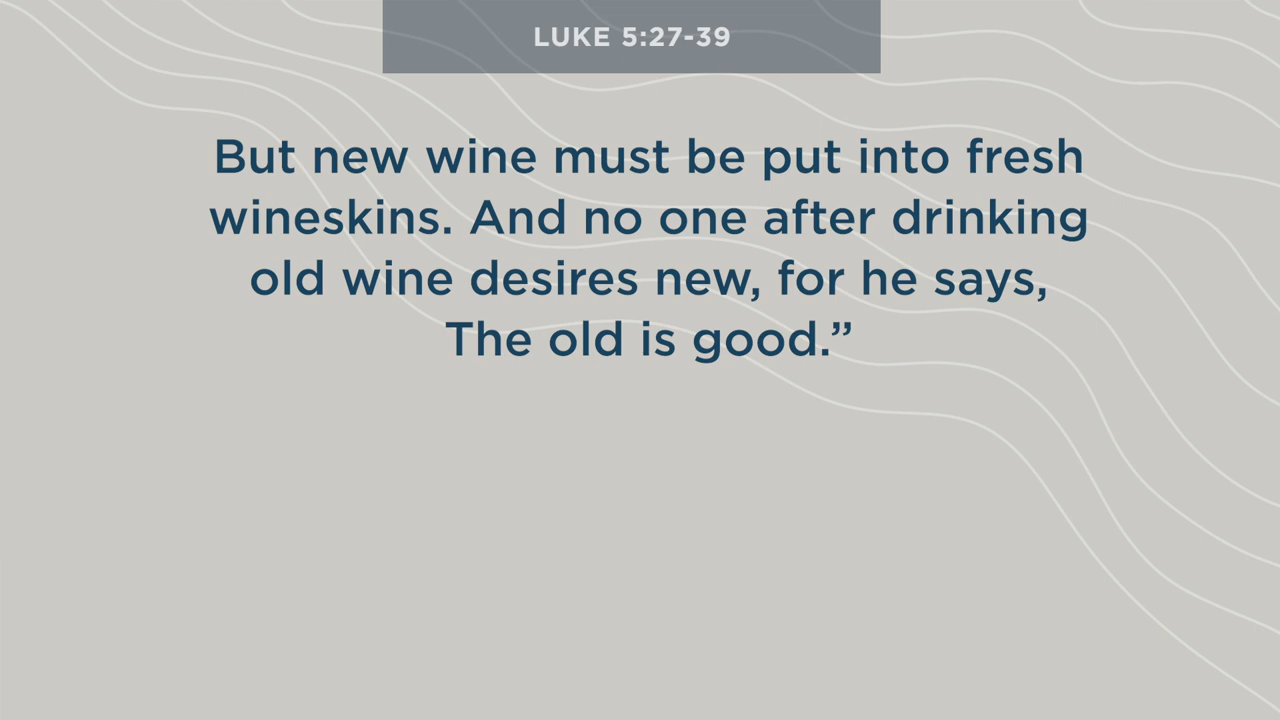 LUKE 5:27-39
But new wine must be put into fresh
wineskins. And no one after drinking
old wine desires new, for he says,
The old is good.”